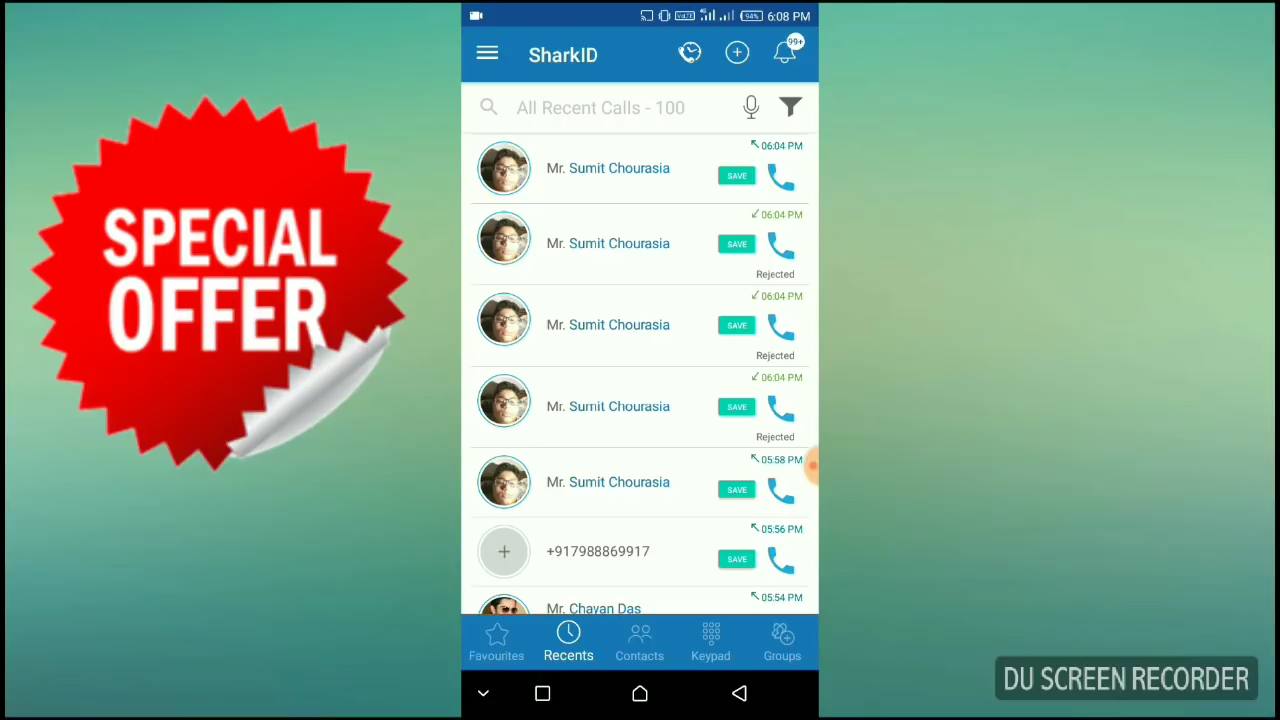 SPECIAL
OFFER
VoLTE 4G 94% 6:08 PM
SharkID
99+
All Recent Calls - 100
06:04 PM
Mr. Sumit Chourasia
SAVE
06:04 PM
Mr. Sumit Chourasia
SAVE
Rejected
06:04 PM
Mr. Sumit Chourasia
SAVE
Rejected
06:04 PM
Mr. Sumit Chourasia
SAVE
Rejected
05:58 PM
Mr. Sumit Chourasia
SAVE
05:56 PM
+917988869917
SAVE
05:54 PM
Mr. Chayan Das
Favourites
Recents
Contacts
Keypad
Groups
DU SCREEN RECORDER